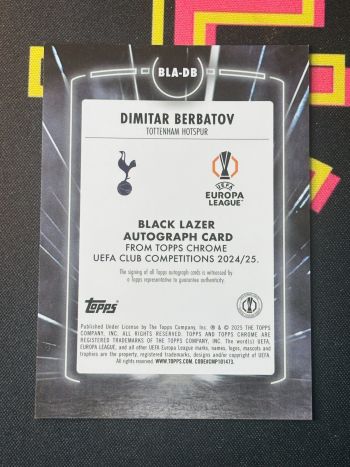 BLA-DB
DIMITAR BERBATOV
TOTTENHAM HOTSPUR
UEFA
EUROPA
LEAGUE™
BLACK LAZER
AUTOGRAPH CARD
FROM TOPPS CHROME
UEFA CLUB COMPETITIONS 2024/25.
The signing of all Topps autograph cards is witnessed by
a Topps representative to guarantee authenticity.
Topps
Published Under License by The Topps Company, Inc. ® & © 2025 THE TOPPS
COMPANY, INC. ALL RIGHTS RESERVED. TOPPS AND TOPPS CHROME ARE
REGISTERED TRADEMARKS OF THE TOPPS COMPANY, INC. The word(s) UEFA,
EUROPA LEAGUE, and all other UEFA Europa League marks, names, logos, mascots and
trophies are the property, registered trademarks, designs and/or copyright of UEFA.
All rights reserved. WWW.TOPPS.COM. CODE#CMP101473.